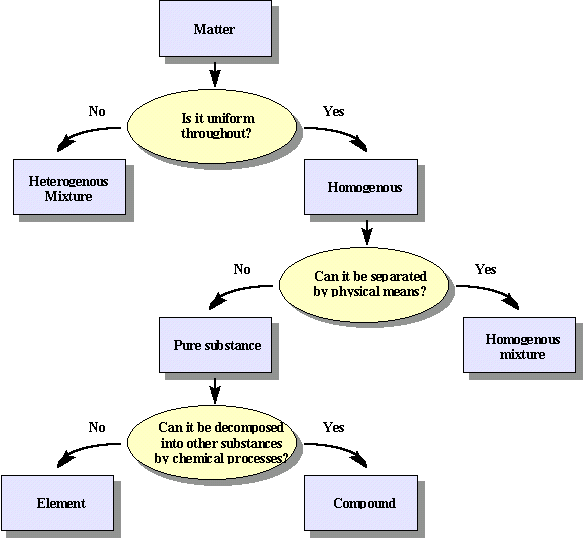 Matter
No
Yes
Is it uniform
throughout?
Heterogenous
Mixture
Homogenous
No
Yes
Can it be separated
by physical means?
Pure substance
Homogenous
mixture
No
Yes
Can it be decomposed
into other substances
by chemical processes?
Element
Compound